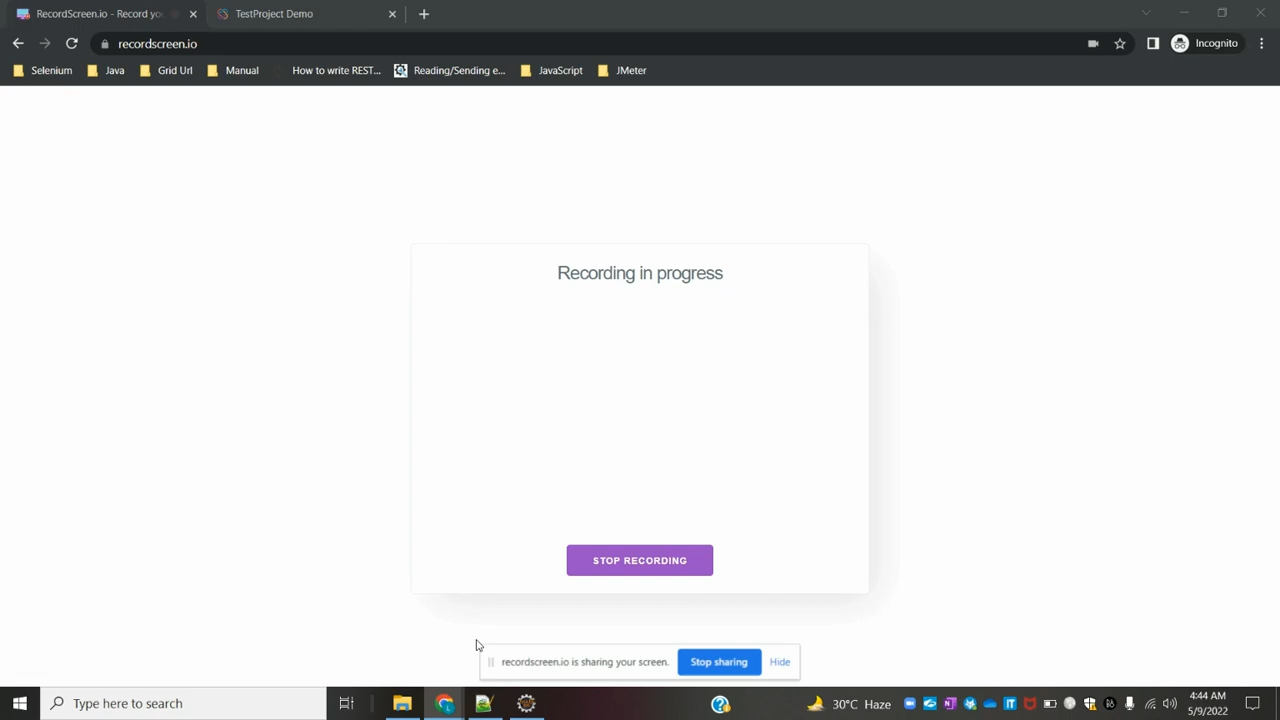 RecordScreen.io - Record yo
TestProject Demo
recordscreen.io
Incognito
Selenium
Java
Grid Url
Manual
How to write REST...
Reading/Sending e...
JavaScript
JMeter
Recording in progress
STOP RECORDING
recordscreen.io is sharing your screen.
Stop sharing
Hide
Type here to search
30°C Haze
4:44 AM
5/9/2022